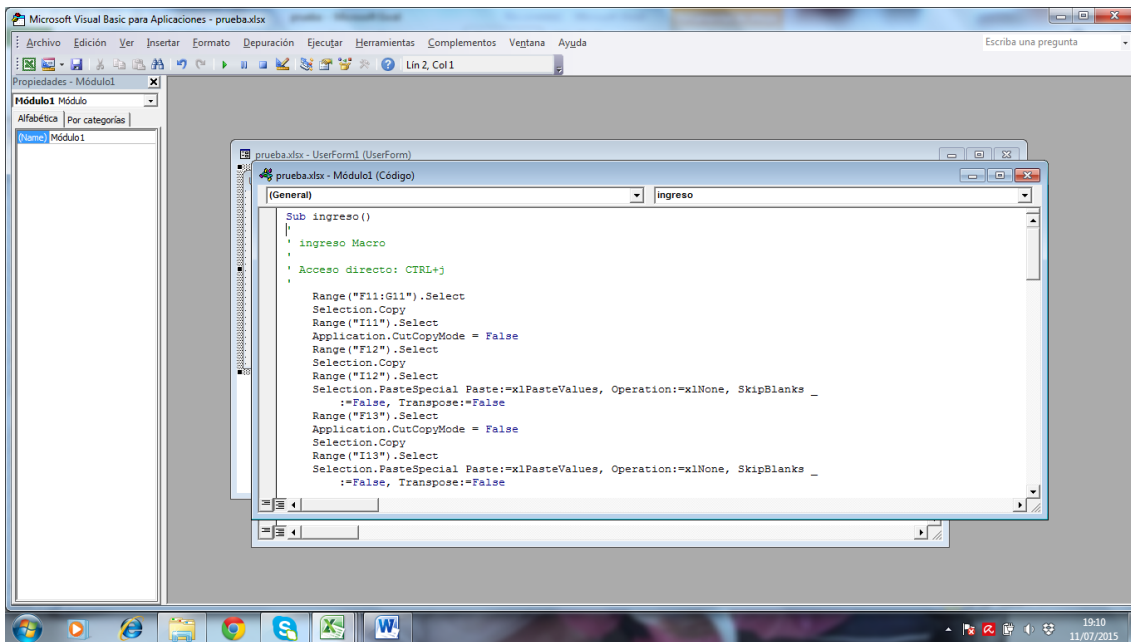 Microsoft Visual Basic para Aplicaciones - prueba.xlsx
Archivo Edición Ver Insertar Formato Depuración Ejecutar Herramientas Complementos Ventana Ayuda Escriba una pregunta
Lín 2, Col 1
Propiedades - Módulo1
Módulo1 Módulo
Alfabética Por categorías
(Name) Módulo1
prueba.xlsx - UserForm1 (UserForm)
prueba.xlsx - Módulo1 (Código)
(General) ingreso
Sub ingreso()
'
' ingreso Macro
'
' Acceso directo: CTRL+j
'
Range("F11:G11").Select
Selection.Copy
Range("I11").Select
Application.CutCopyMode = False
Range("F12").Select
Selection.Copy
Range("I12").Select
Selection.PasteSpecial Paste:=xlPasteValues, Operation:=xlNone, SkipBlanks _
:=False, Transpose:=False
Range("F13").Select
Application.CutCopyMode = False
Selection.Copy
Range("I13").Select
Selection.PasteSpecial Paste:=xlPasteValues, Operation:=xlNone, SkipBlanks _
:=False, Transpose:=False
19:10
11/07/2015